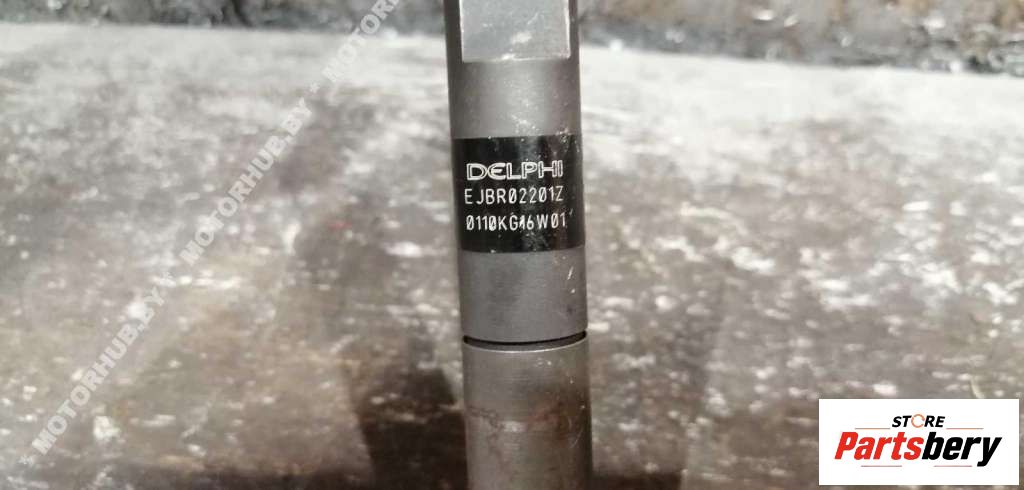 DELPHI
EJBR02201Z
0110KG16W01
* MOTORHUB.BY * MOTORHUB.BY * MOTORHUB.BY *
STORE
Partsbery